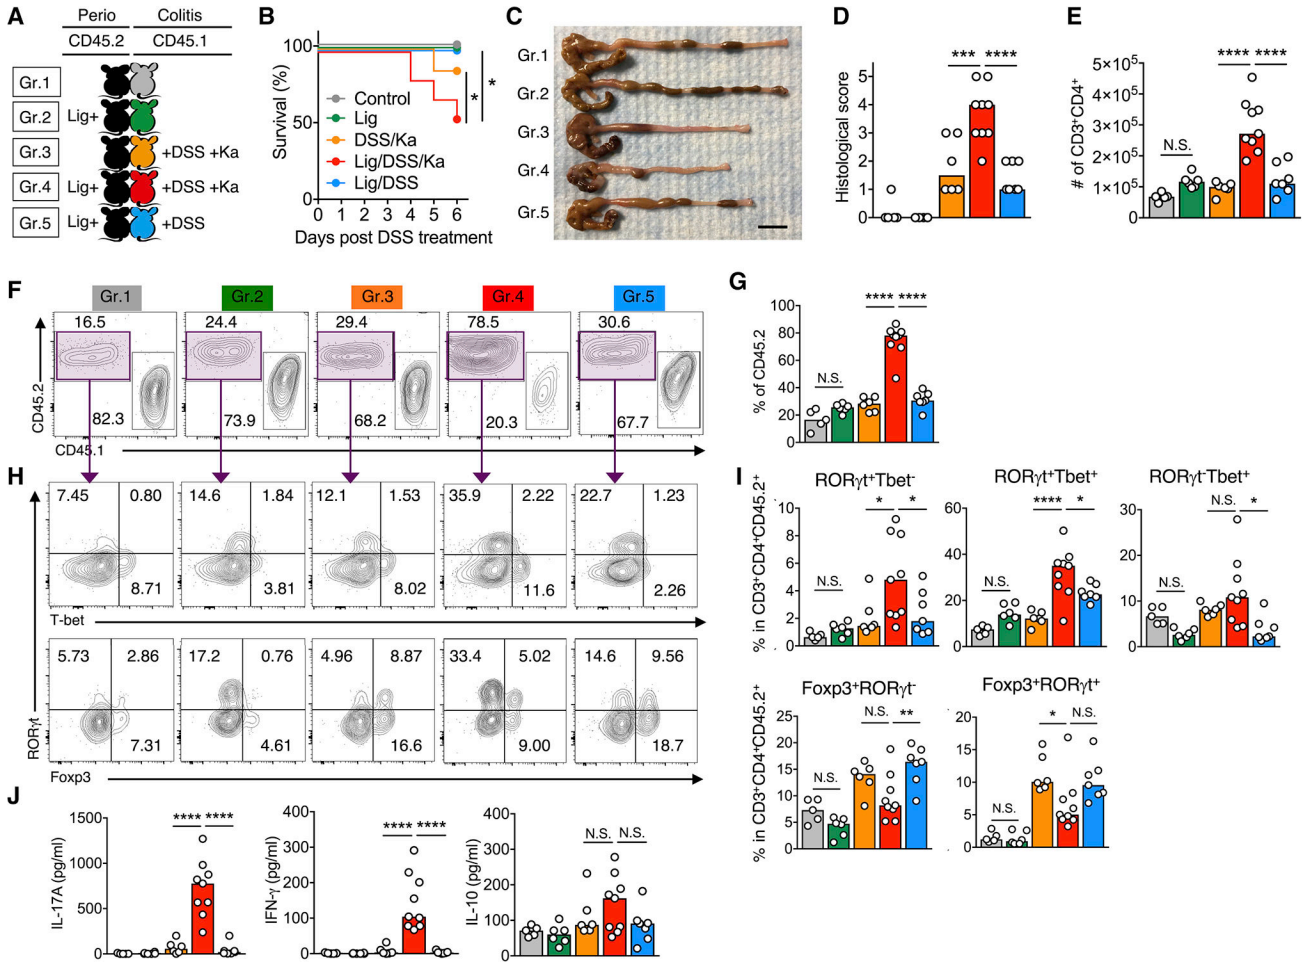 A
Perio Colitis
CD45.2 CD45.1
Gr.1
Gr.2 Lig+
Gr.3 +DSS +Ka
Gr.4 Lig+ +DSS +Ka
Gr.5 Lig+ +DSS
B
Survival (%)
100
50
0
Control
Lig
DSS/Ka
Lig/DSS/Ka
Lig/DSS
*
*
0 1 2 3 4 5 6
Days post DSS treatment
C
Gr.1
Gr.2
Gr.3
Gr.4
Gr.5
D
Histological score
*** ****
5
4
3
2
1
0
E
# of CD3⁺CD4⁺
**** ****
N.S.
5×10⁵
4×10⁵
3×10⁵
2×10⁵
1×10⁵
0
F
Gr.1 Gr.2 Gr.3 Gr.4 Gr.5
16.5 24.4 29.4 78.5 30.6
82.3 73.9 68.2 20.3 67.7
CD45.2
CD45.1
G
% of CD45.2
**** ****
N.S.
100
80
60
40
20
0
H
7.45 0.80 14.6 1.84 12.1 1.53 35.9 2.22 22.7 1.23
8.71 3.81 8.02 11.6 2.26
T-bet
RORγt
5.73 2.86 17.2 0.76 4.96 8.87 33.4 5.02 14.6 9.56
7.31 4.61 16.6 9.00 18.7
Foxp3
I
RORγt⁺Tbet⁻
% in CD3⁺CD4⁺CD45.2⁺
* *
N.S.
10
8
6
4
2
0
RORγt⁺Tbet⁺
**** *
N.S.
60
40
20
0
RORγt⁻Tbet⁺
N.S. *
30
20
10
0
Foxp3⁺RORγt⁻
% in CD3⁺CD4⁺CD45.2⁺
N.S. **
N.S.
25
20
15
10
5
0
Foxp3⁺RORγt⁺
* N.S.
N.S.
20
15
10
5
0
J
IL-17A (pg/ml)
**** ****
1500
1000
500
0
IFN-γ (pg/ml)
**** ****
400
300
200
100
0
IL-10 (pg/ml)
N.S. N.S.
400
300
200
100
0